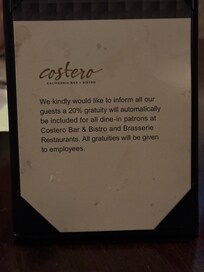 costero
CALIFORNIA BAR + BISTRO
We kindly would like to inform all our
guests a 20% gratuity will automatically
be included for all dine-in patrons at
Costero Bar & Bistro and Brasserie
Restaurants. All gratuities will be given
to employees.